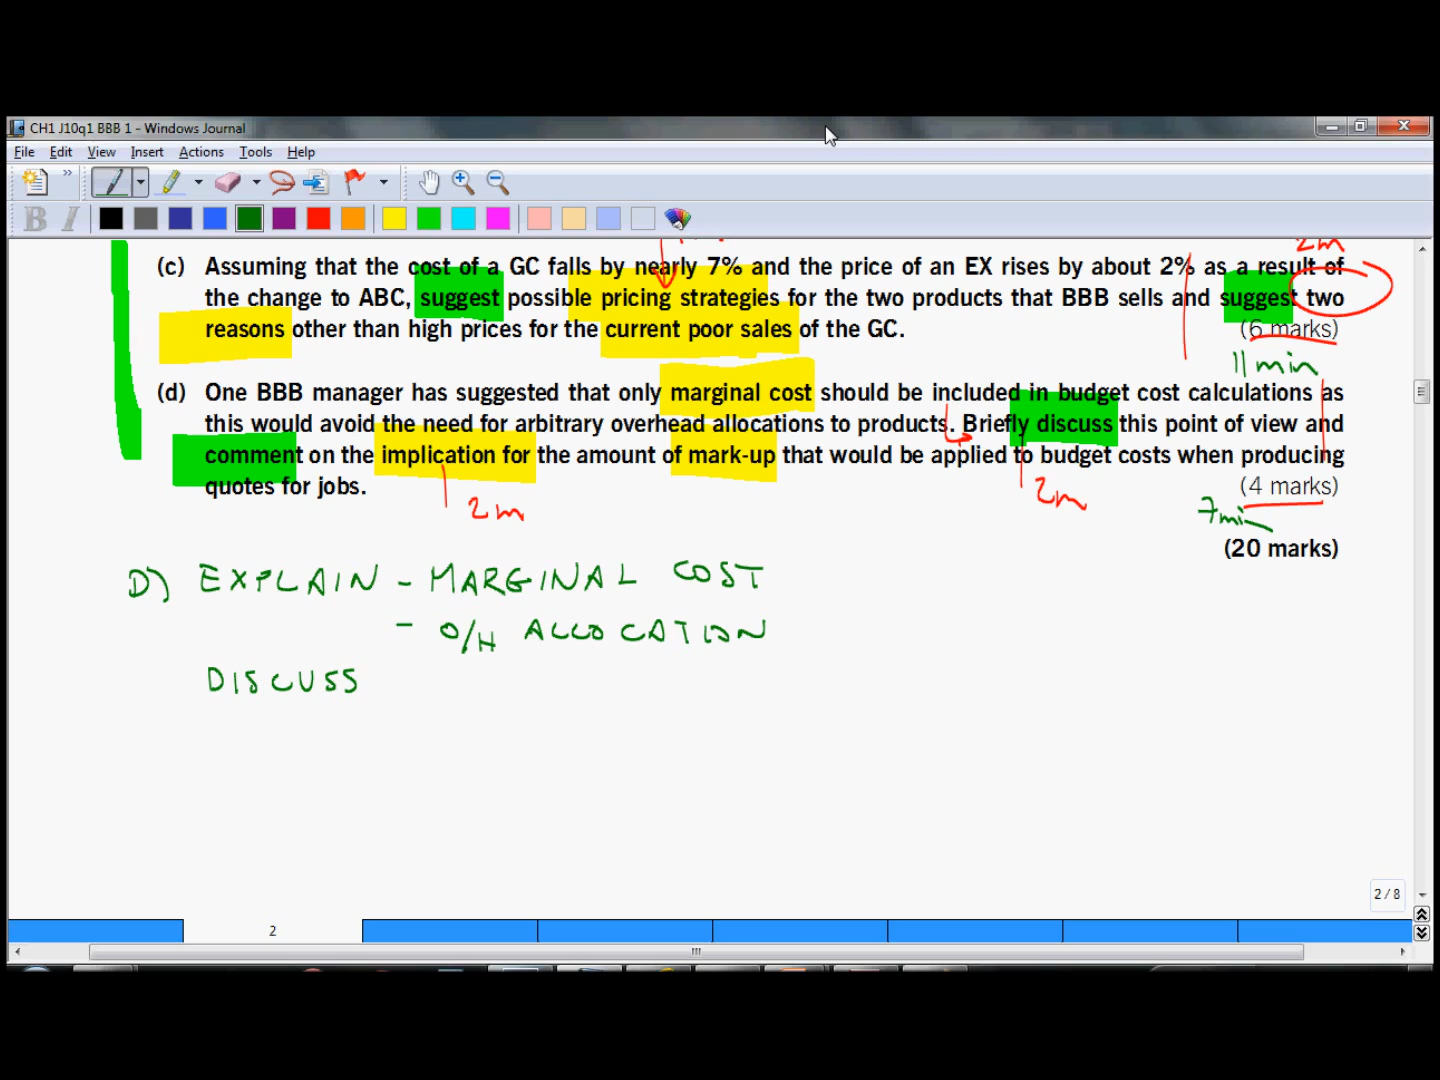 CH1 J10q1 BBB 1 - Windows Journal
File Edit View Insert Actions Tools Help
B I
2m
(c) Assuming that the cost of a GC falls by nearly 7% and the price of an EX rises by about 2% as a result of
the change to ABC, suggest possible pricing strategies for the two products that BBB sells and suggest two
reasons other than high prices for the current poor sales of the GC. (6 marks)
11 min
(d) One BBB manager has suggested that only marginal cost should be included in budget cost calculations as
this would avoid the need for arbitrary overhead allocations to products. Briefly discuss this point of view and
comment on the implication for the amount of mark-up that would be applied to budget costs when producing
quotes for jobs. (4 marks)
2m 2m 7min
(20 marks)
D) EXPLAIN - MARGINAL COST
- O/H ALLOCATION
DISCUSS
2 / 8
2